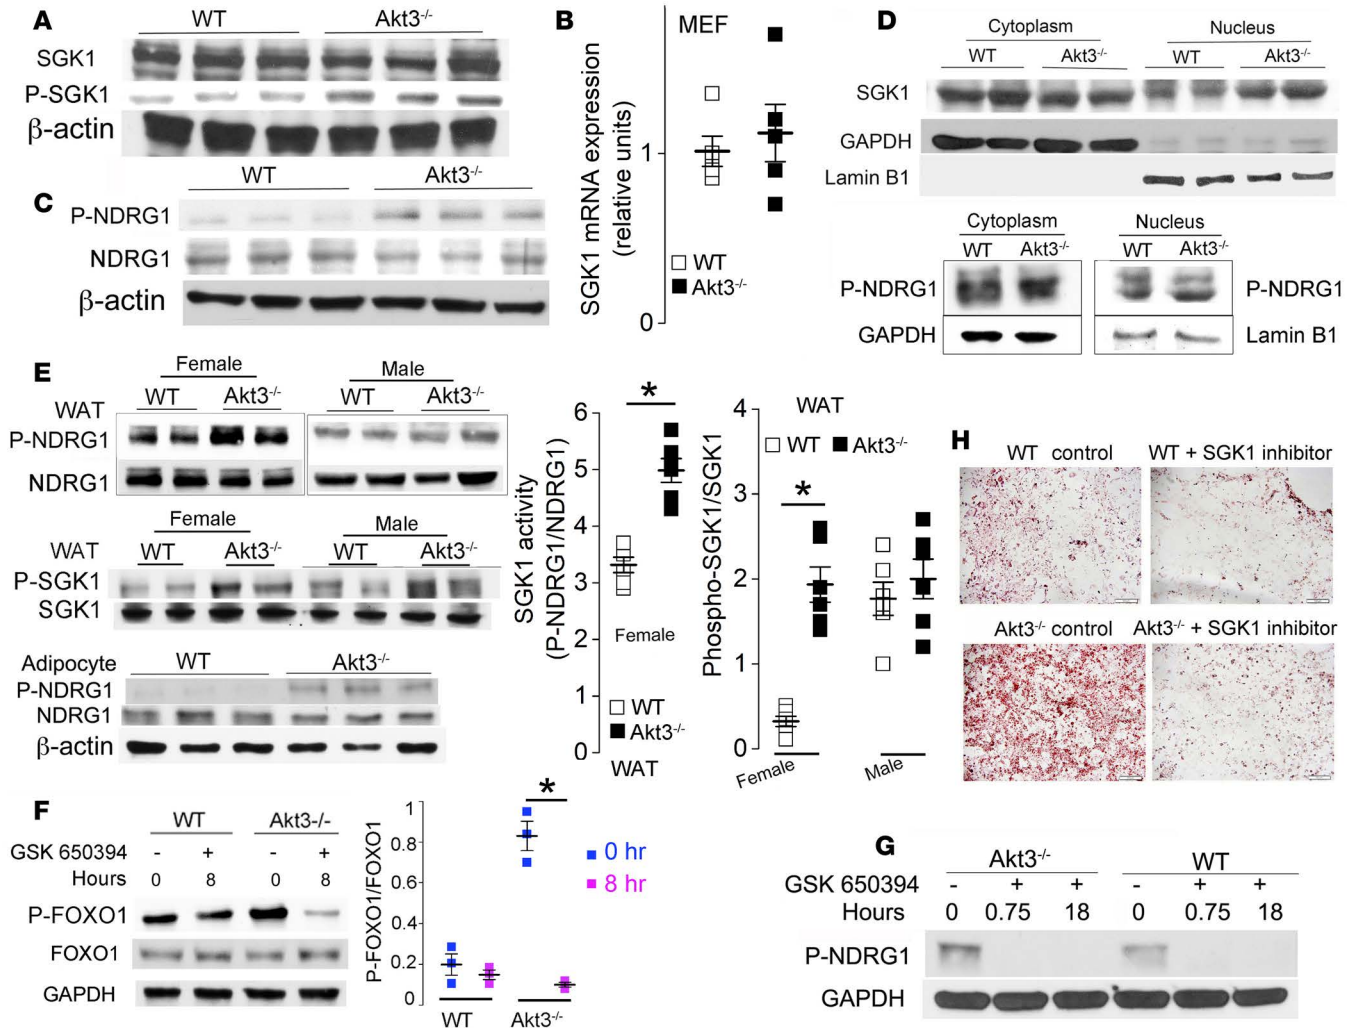 A
WT Akt3-/-
SGK1
P-SGK1
β-actin
B
MEF
SGK1 mRNA expression
(relative units)
1
0
WT
Akt3-/-
C
WT Akt3-/-
P-NDRG1
NDRG1
β-actin
D
Cytoplasm Nucleus
WT Akt3-/- WT Akt3-/-
SGK1
GAPDH
Lamin B1
Cytoplasm Nucleus
WT Akt3-/- WT Akt3-/-
P-NDRG1 P-NDRG1
GAPDH Lamin B1
E
Female Male
WT Akt3-/- WT Akt3-/-
WAT
P-NDRG1
NDRG1
Female Male
WAT WT Akt3-/- WT Akt3-/-
P-SGK1
SGK1
Adipocyte WT Akt3-/-
P-NDRG1
NDRG1
β-actin
SGK1 activity
(P-NDRG1/NDRG1)
6
5
3
2
1
0
*
Female
WT
Akt3-/-
WAT
Phospho-SGK1/SGK1
4
3
2
1
0
WAT
WT Akt3-/-
*
Female Male
F
WT Akt3-/-
GSK 650394 - + - +
Hours 0 8 0 8
P-FOXO1
FOXO1
GAPDH
P-FOXO1/FOXO1
1
0.8
0.6
0.4
0.2
0
*
0 hr
8 hr
WT Akt3-/-
H
WT control WT + SGK1 inhibitor
Akt3-/- control Akt3-/- + SGK1 inhibitor
G
Akt3-/- WT
GSK 650394 - + + - + +
Hours 0 0.75 18 0 0.75 18
P-NDRG1
GAPDH